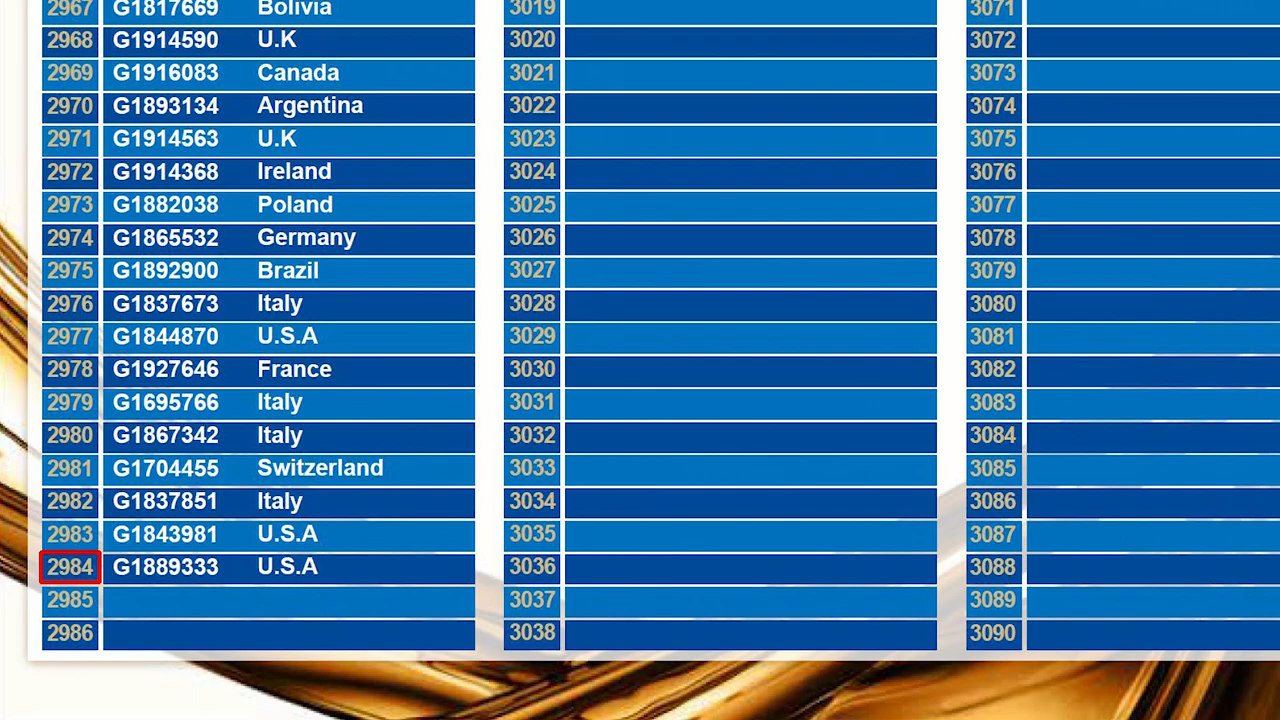 2967 G1817669 Bolivia 3019 3071
2968 G1914590 U.K 3020 3072
2969 G1916083 Canada 3021 3073
2970 G1893134 Argentina 3022 3074
2971 G1914563 U.K 3023 3075
2972 G1914368 Ireland 3024 3076
2973 G1882038 Poland 3025 3077
2974 G1865532 Germany 3026 3078
2975 G1892900 Brazil 3027 3079
2976 G1837673 Italy 3028 3080
2977 G1844870 U.S.A 3029 3081
2978 G1927646 France 3030 3082
2979 G1695766 Italy 3031 3083
2980 G1867342 Italy 3032 3084
2981 G1704455 Switzerland 3033 3085
2982 G1837851 Italy 3034 3086
2983 G1843981 U.S.A 3035 3087
2984 G1889333 U.S.A 3036 3088
2985 3037 3089
2986 3038 3090